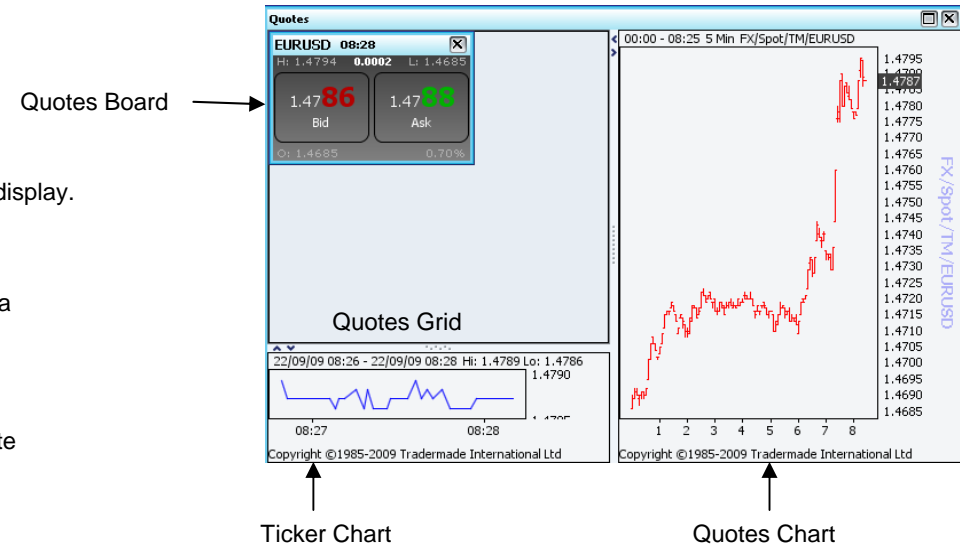 Quotes
EURUSD 08:28
H: 1.4794 0.0002 L: 1.4685
1.4786
Bid
1.4788
Ask
O: 1.4685 0.70%
Quotes Board
display.
a
te
Quotes Grid
22/09/09 08:26 - 22/09/09 08:28 Hi: 1.4789 Lo: 1.4786
1.4790
08:27 08:28
Copyright ©1985-2009 Tradermade International Ltd
00:00 - 08:25 5 Min FX/Spot/TM/EURUSD
1.4795
1.4787
1.4780
1.4775
1.4770
1.4765
1.4760
1.4755
1.4750
1.4745
1.4740
1.4735
1.4730
1.4725
1.4720
1.4715
1.4710
1.4705
1.4700
1.4695
1.4690
1.4685
FX/Spot/TM/EURUSD
1 2 3 4 5 6 7 8
Copyright ©1985-2009 Tradermade International Ltd
Ticker Chart
Quotes Chart